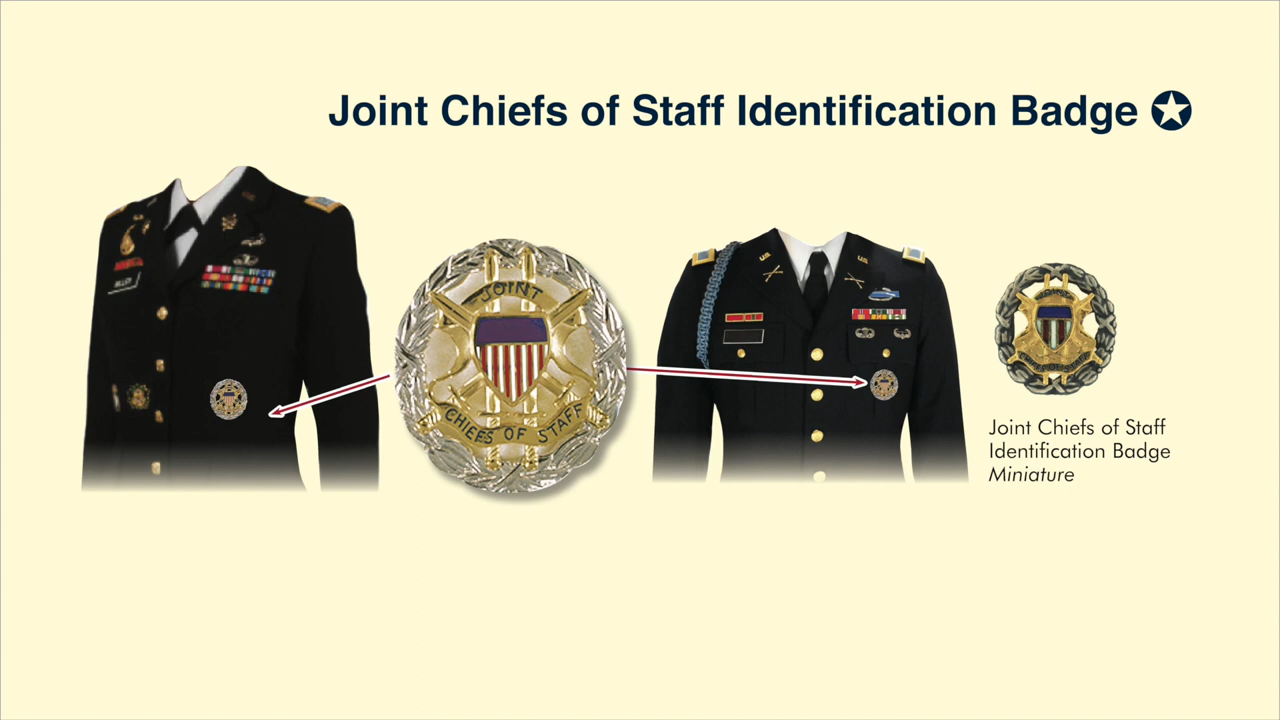 Joint Chiefs of Staff Identification Badge
JOINT
CHIEFS OF STAFF
U.S.
U.S.
Joint Chiefs of Staff
Identification Badge
Miniature